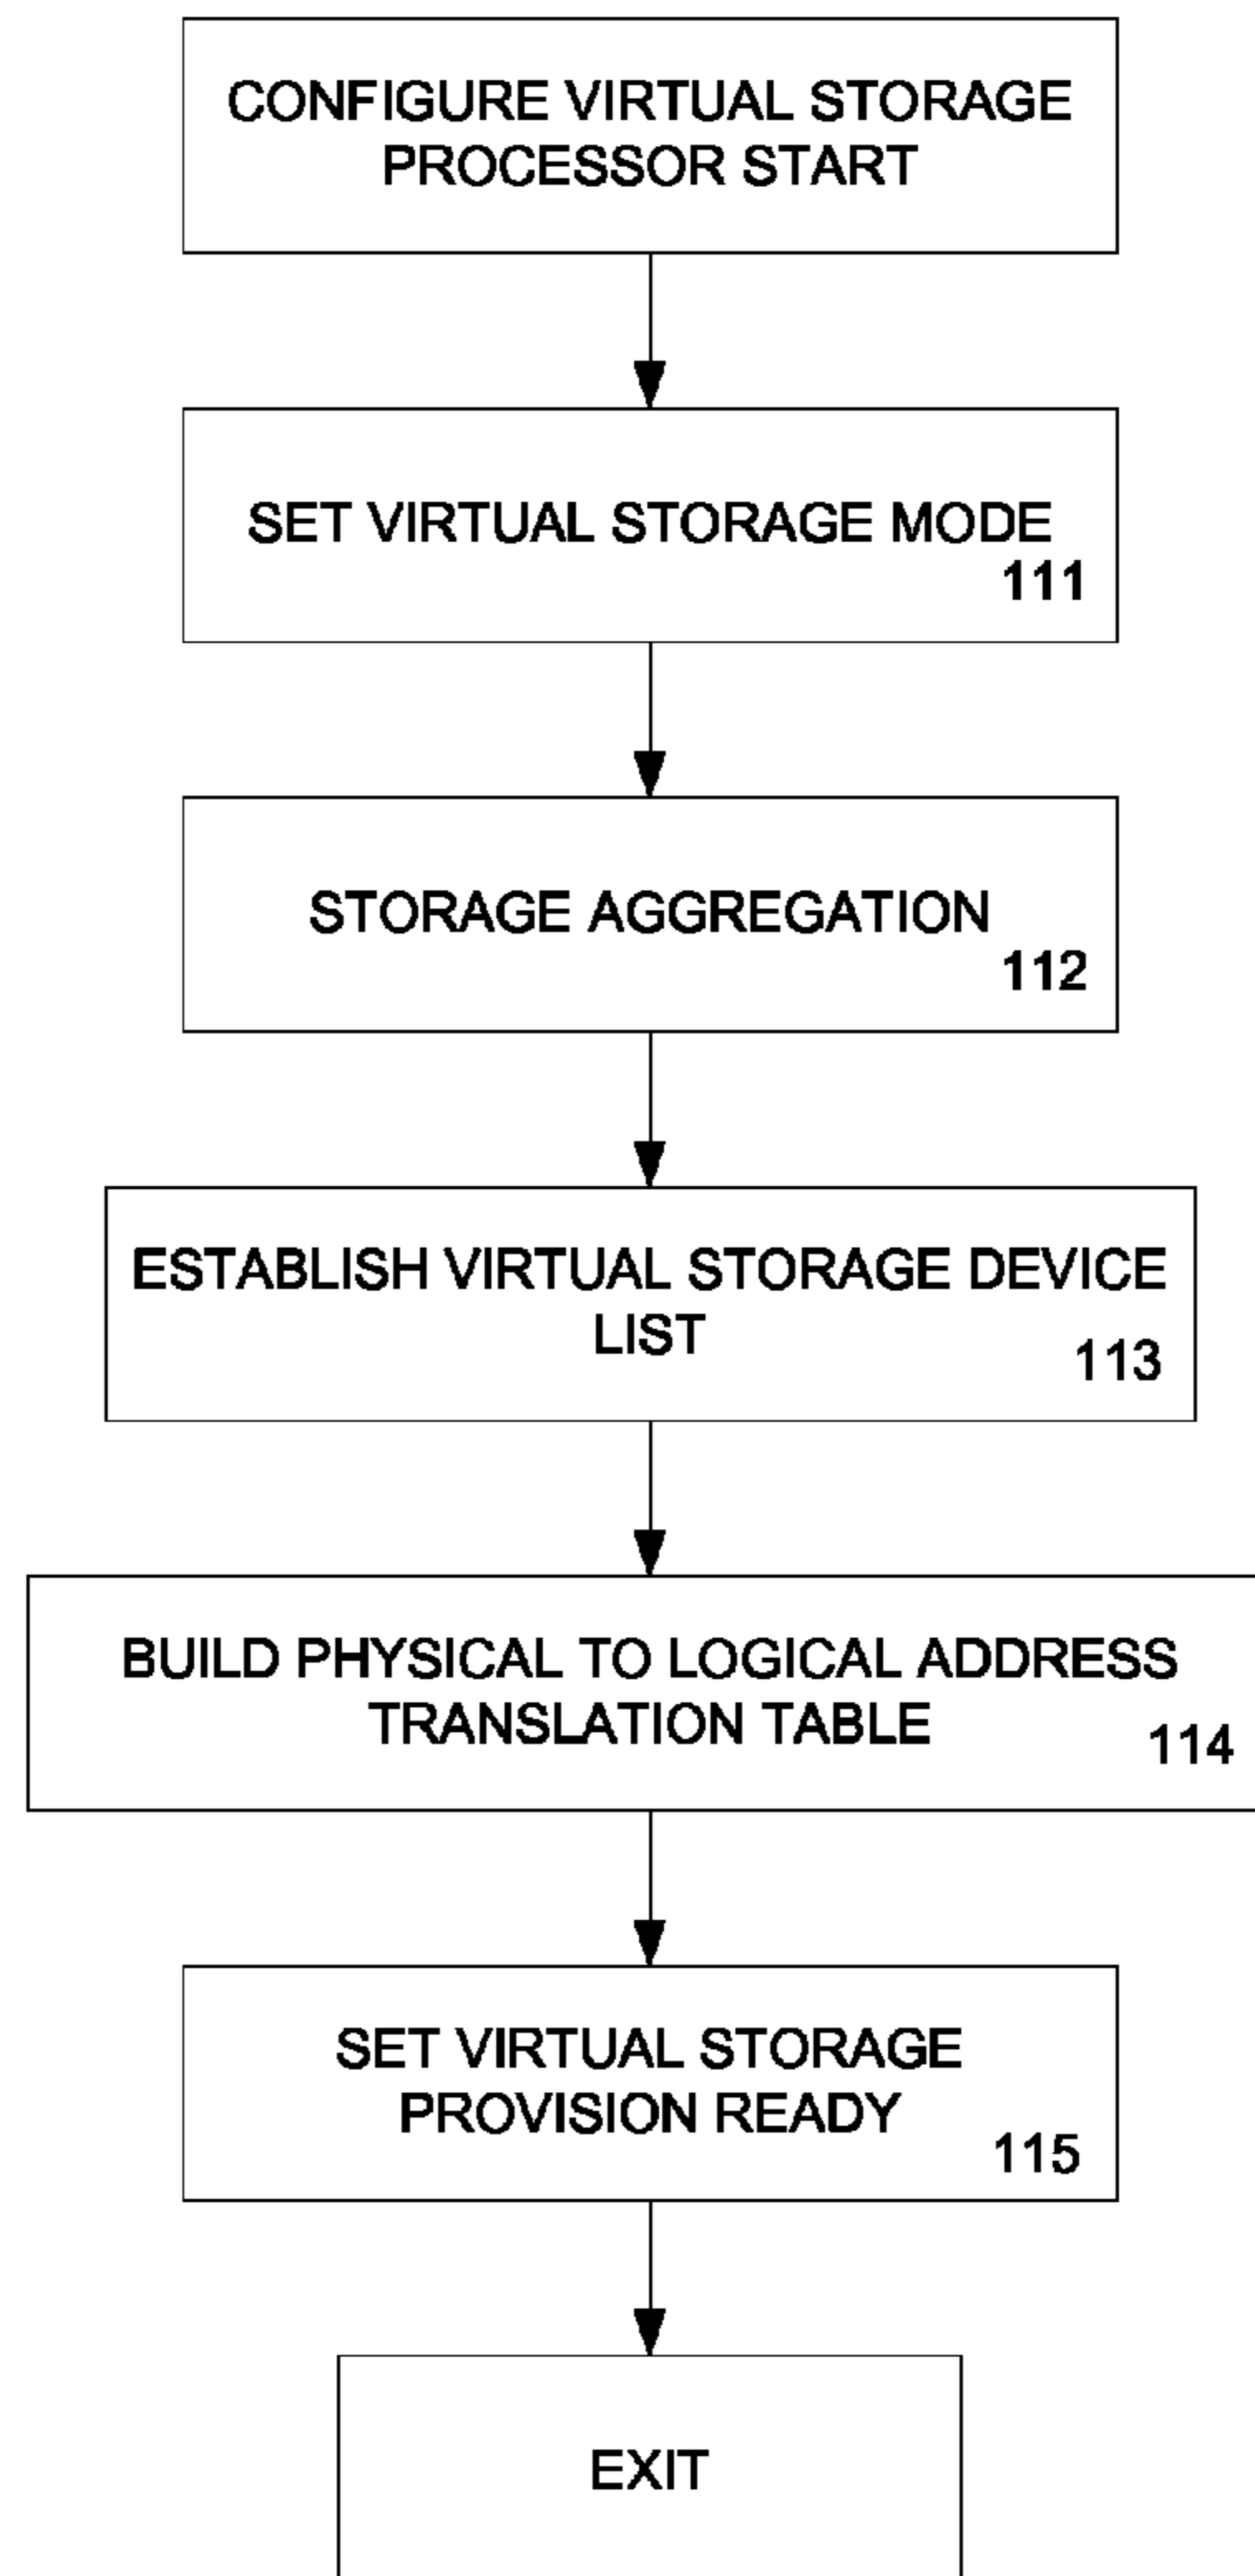 CONFIGURE VIRTUAL STORAGE
PROCESSOR START
SET VIRTUAL STORAGE MODE
111
STORAGE AGGREGATION
112
ESTABLISH VIRTUAL STORAGE DEVICE
LIST
113
BUILD PHYSICAL TO LOGICAL ADDRESS
TRANSLATION TABLE
114
SET VIRTUAL STORAGE
PROVISION READY
115
EXIT